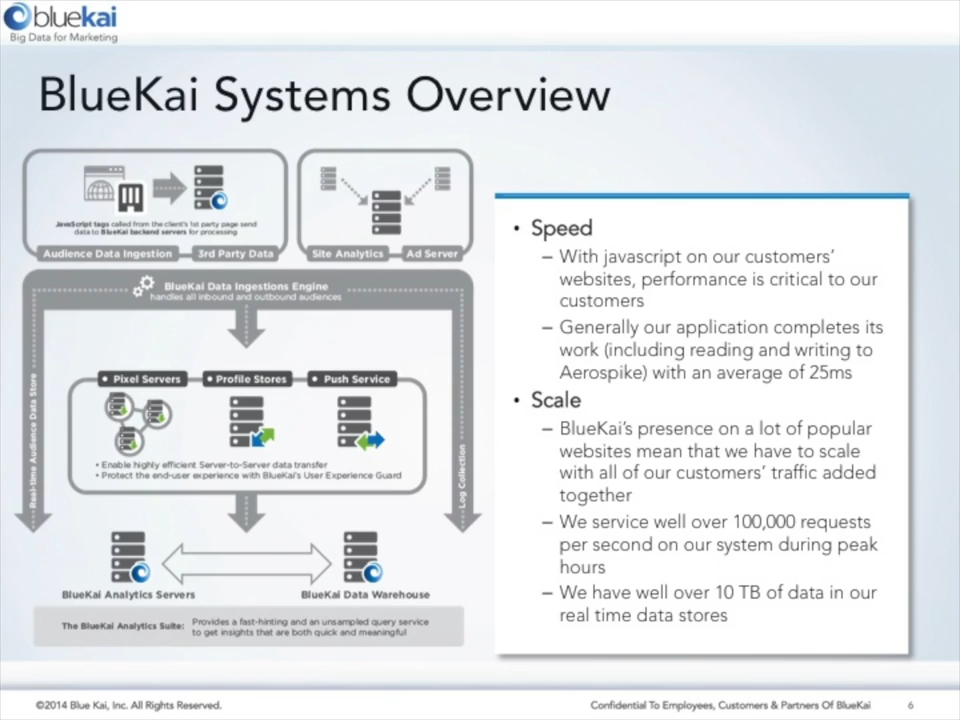 bluekai
Big Data for Marketing
BlueKai Systems Overview
JavaScript tags called from the client's 1st party page send
data to BlueKai backend servers for processing
Audience Data Ingestion
3rd Party Data
Site Analytics
Ad Server
BlueKai Data Ingestions Engine
handles all inbound and outbound audiences
Real-time Audience Data Store
Log Collection
• Pixel Servers
• Profile Stores
• Push Service
• Enable highly efficient Server-to-Server data transfer
• Protect the end-user experience with BlueKai's User Experience Guard
BlueKai Analytics Servers
BlueKai Data Warehouse
The BlueKai Analytics Suite: Provides a fast-hinting and an unsampled query service
to get insights that are both quick and meaningful
• Speed
– With javascript on our customers'
websites, performance is critical to our
customers
– Generally our application completes its
work (including reading and writing to
Aerospike) with an average of 25ms
• Scale
– BlueKai's presence on a lot of popular
websites mean that we have to scale
with all of our customers' traffic added
together
– We service well over 100,000 requests
per second on our system during peak
hours
– We have well over 10 TB of data in our
real time data stores
©2014 Blue Kai, Inc. All Rights Reserved.
Confidential To Employees, Customers & Partners Of BlueKai
6